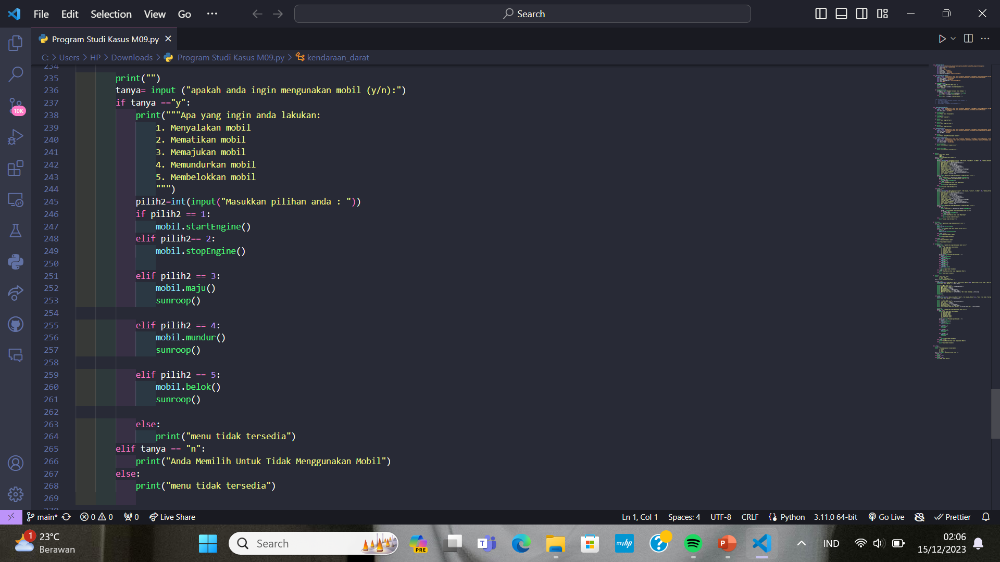 File Edit Selection View Go ··· Search
Program Studi Kasus M09.py
C: > Users > HP > Downloads > Program Studi Kasus M09.py > kendaraan_darat
234
235 print("")
236 tanya= input ("apakah anda ingin mengunakan mobil (y/n):")
237 if tanya =="y":
238 print("""Apa yang ingin anda lakukan:
239 1. Menyalakan mobil
240 2. Mematikan mobil
241 3. Memajukan mobil
242 4. Memundurkan mobil
243 5. Membelokkan mobil
244 """)
245 pilih2=int(input("Masukkan pilihan anda : "))
246 if pilih2 == 1:
247 mobil.startEngine()
248 elif pilih2== 2:
249 mobil.stopEngine()
250
251 elif pilih2 == 3:
252 mobil.maju()
253 sunroop()
254
255 elif pilih2 == 4:
256 mobil.mundur()
257 sunroop()
258
259 elif pilih2 == 5:
260 mobil.belok()
261 sunroop()
262
263 else:
264 print("menu tidak tersedia")
265 elif tanya == "n":
266 print("Anda Memilih Untuk Tidak Menggunakan Mobil")
267 else:
268 print("menu tidak tersedia")
269
10K
main* 0 0 0 Live Share Ln 1, Col 1 Spaces: 4 UTF-8 CRLF Python 3.11.0 64-bit Go Live Prettier
1 23°C
Berawan
Search
PRE
T
myhp
?
P
IND
02:06
15/12/2023